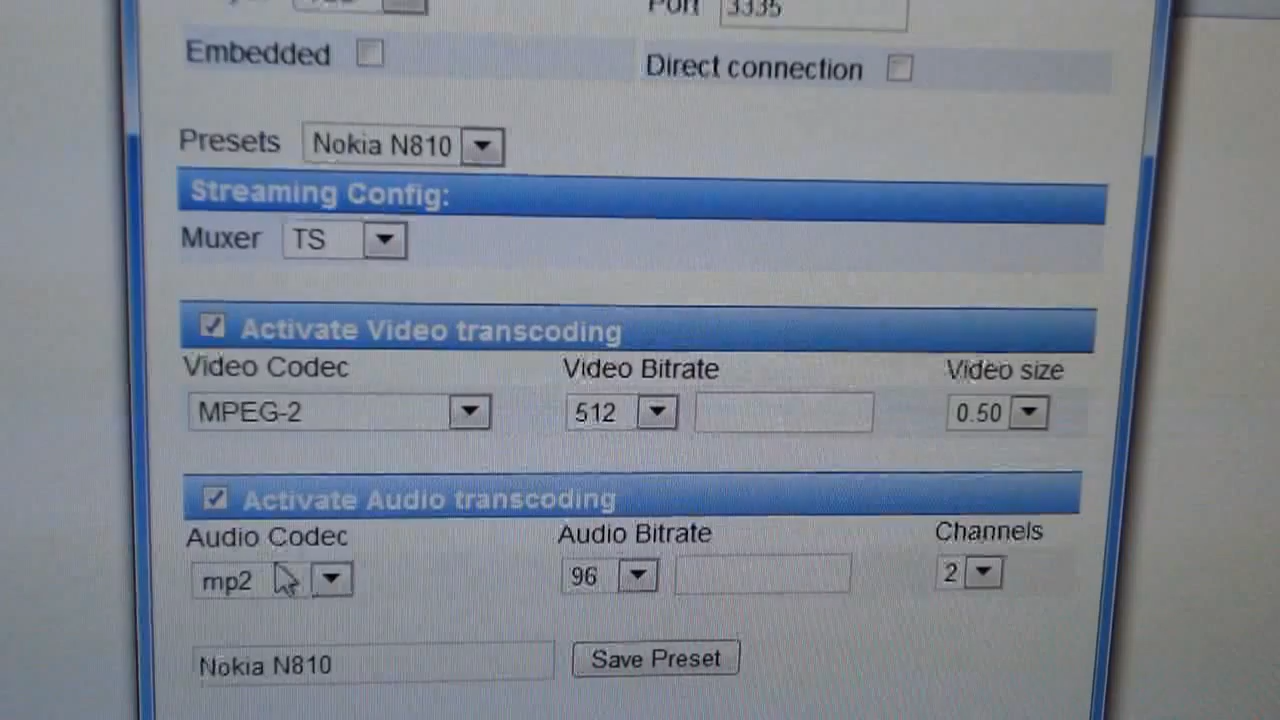 Port 3335
Embedded Direct connection
Presets Nokia N810
Streaming Config:
Muxer TS
Activate Video transcoding
Video Codec Video Bitrate Video size
MPEG-2 512 0.50
Activate Audio transcoding
Audio Codec Audio Bitrate Channels
mp2 96 2
Nokia N810 Save Preset